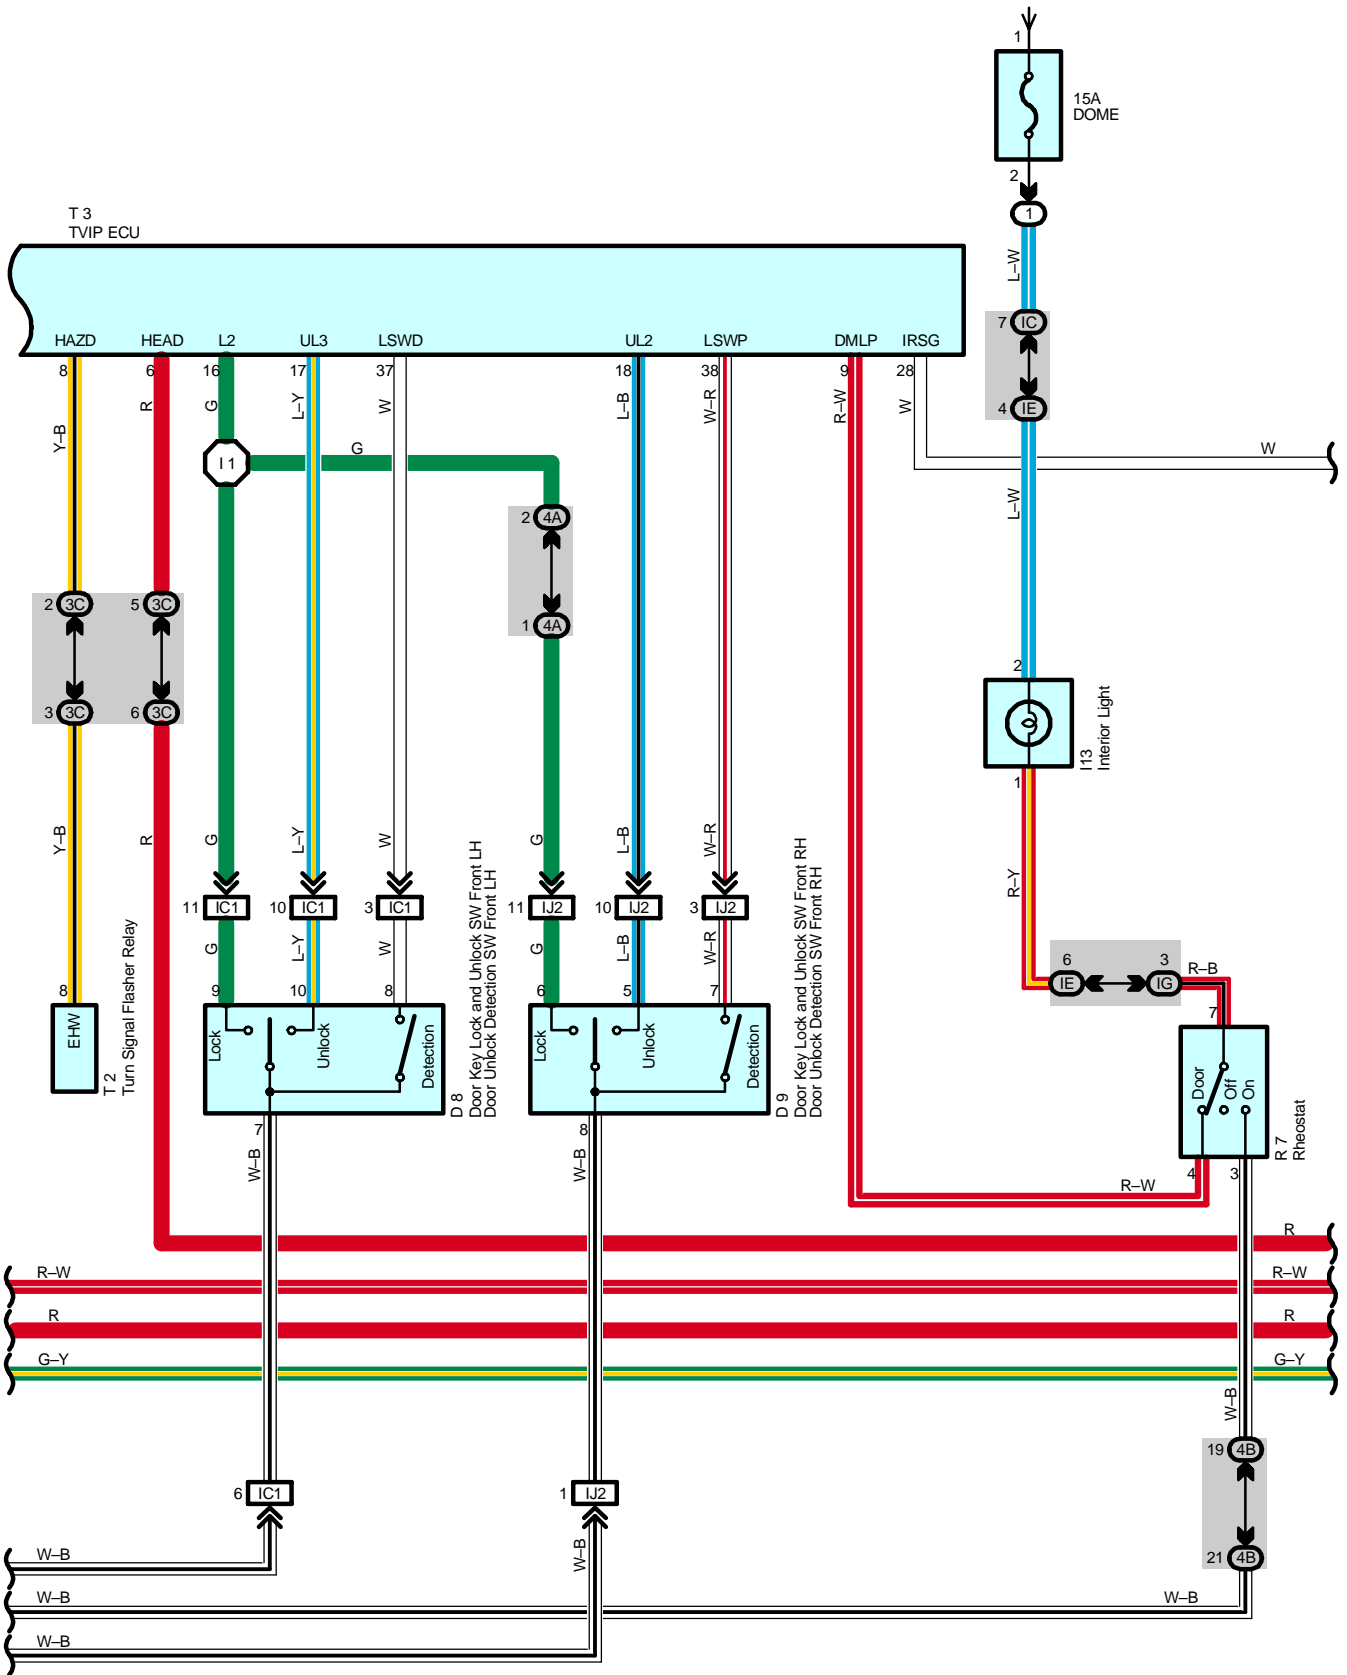 1
15A
DOME
2
1
L–W
T 3
TVIP ECU
HAZD HEAD L2 UL3 LSWD UL2 LSWP DMLP IRSG
8 6 16 17 37 18 38 9 28
7 IC
4 IE
Y–B R G L–Y W L–B W–R R–W W
L–W
I 1
G
W
2 4A
1 4A
2 3C 5 3C
3 3C 6 3C
2
I13
Interior Light
1
Y–B R G L–Y W G L–B W–R
R–Y
11 IC1 10 IC1 3 IC1 11 IJ2 10 IJ2 3 IJ2
G L–Y W G L–B W–R
6 3
IE IG
R–B
7
8 9 10 8 6 5 7
EHW
T 2
Turn Signal Flasher Relay
Lock Unlock Detection
D 8
Door Key Lock and Unlock SW Front LH
Door Unlock Detection SW Front LH
Lock Unlock Detection
D 9
Door Key Lock and Unlock SW Front RH
Door Unlock Detection SW Front RH
Door Off On
R 7
Rheostat
7 8
W–B W–B
4 3
R–W
R
R–W R–W
R R
G–Y G–Y
W–B
19 4B
6 IC1 1 IJ2
W–B
21 4B
W–B
W–B W–B
W–B